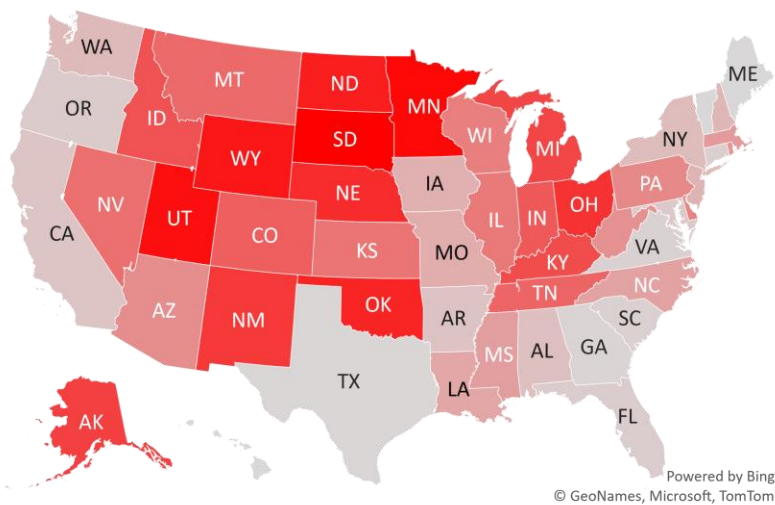 WA
ME
MT
ND
OR
MN
ID
NY
WI
SD
MI
WY
PA
IA
NE
OH
NV
IL
IN
UT
CO
CA
VA
KS
MO
KY
NC
TN
OK
AZ
NM
AR
SC
MS
AL
GA
TX
LA
FL
AK
Powered by Bing
© GeoNames, Microsoft, TomTom